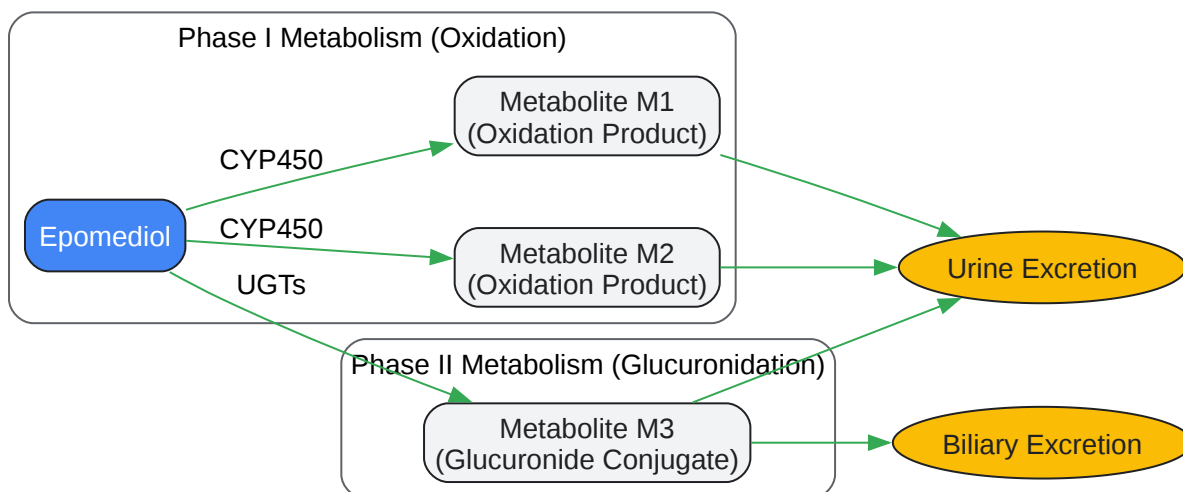 Phase I Metabolism (Oxidation)
Metabolite M1
(Oxidation Product)
CYP450
Epomediol
CYP450
Metabolite M2
(Oxidation Product)
Urine Excretion
UGTs
Phase II Metabolism (Glucuronidation)
Metabolite M3
(Glucuronide Conjugate)
Biliary Excretion